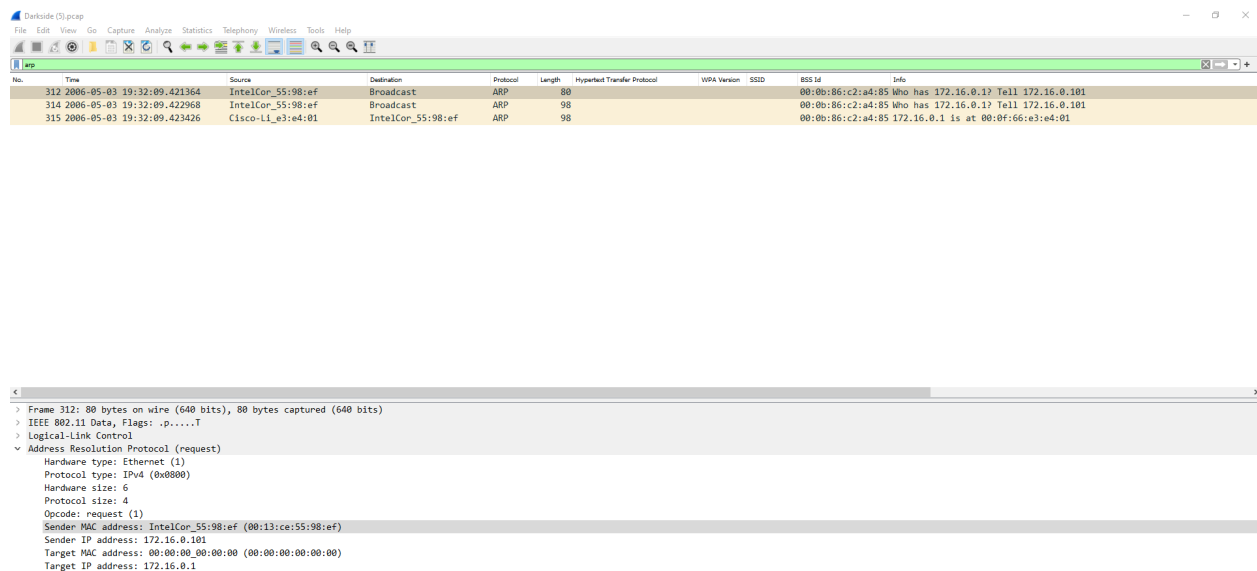 Darkside (5).pcap
File Edit View Go Capture Analyze Statistics Telephony Wireless Tools Help
arp
No. Time Source Destination Protocol Length Hypertext Transfer Protocol WPA Version SSID BSS Id Info
312 2006-05-03 19:32:09.421364 IntelCor_55:98:ef Broadcast ARP 80 00:0b:86:c2:a4:85 Who has 172.16.0.1? Tell 172.16.0.101
314 2006-05-03 19:32:09.422968 IntelCor_55:98:ef Broadcast ARP 98 00:0b:86:c2:a4:85 Who has 172.16.0.1? Tell 172.16.0.101
315 2006-05-03 19:32:09.423426 Cisco-Li_e3:e4:01 IntelCor_55:98:ef ARP 98 00:0b:86:c2:a4:85 172.16.0.1 is at 00:0f:66:e3:e4:01
Frame 312: 80 bytes on wire (640 bits), 80 bytes captured (640 bits)
IEEE 802.11 Data, Flags: .p.....T
Logical-Link Control
Address Resolution Protocol (request)
Hardware type: Ethernet (1)
Protocol type: IPv4 (0x0800)
Hardware size: 6
Protocol size: 4
Opcode: request (1)
Sender MAC address: IntelCor_55:98:ef (00:13:ce:55:98:ef)
Sender IP address: 172.16.0.101
Target MAC address: 00:00:00_00:00:00 (00:00:00:00:00:00)
Target IP address: 172.16.0.1